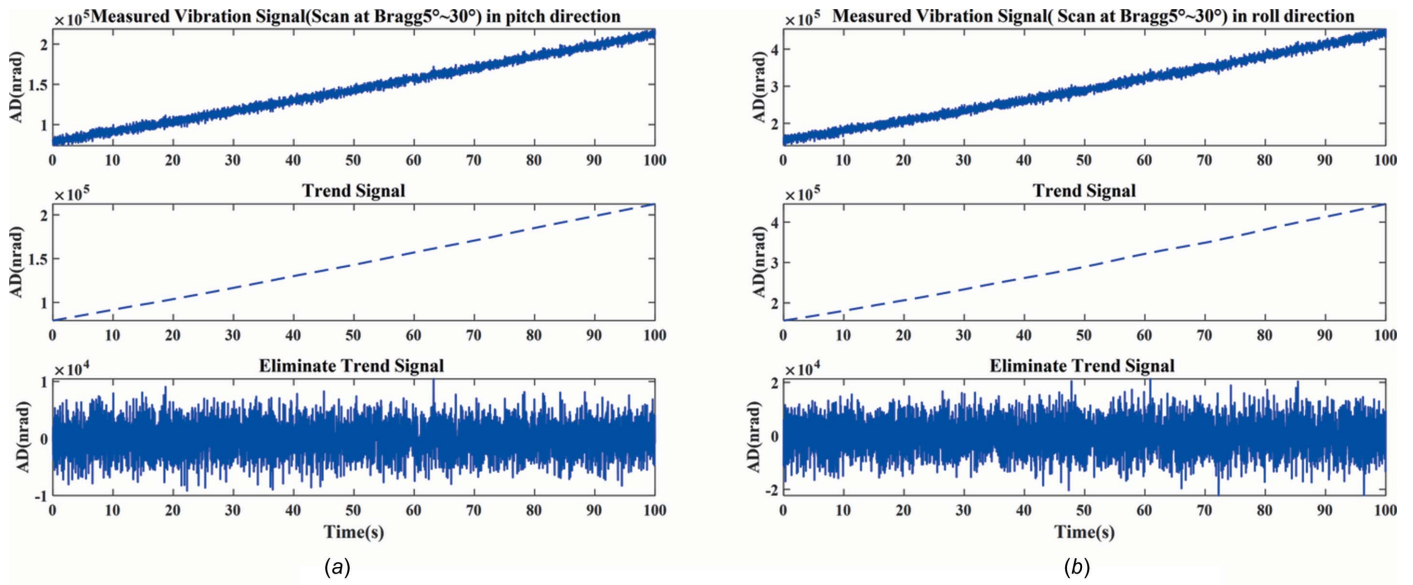 ×10⁵ Measured Vibration Signal(Scan at Bragg5°~30°) in pitch direction
2
1.5
1
AD(nrad)
0 10 20 30 40 50 60 70 80 90 100
Trend Signal
×10⁵
2
1.5
1
AD(nrad)
0 10 20 30 40 50 60 70 80 90 100
Eliminate Trend Signal
×10⁴
1
0
-1
AD(nrad)
0 10 20 30 40 50 60 70 80 90 100
Time(s)
(a)
Measured Vibration Signal( Scan at Bragg5°~30°) in roll direction
×10⁵
4
3
2
AD(nrad)
0 10 20 30 40 50 60 70 80 90 100
Trend Signal
×10⁵
4
3
2
AD(nrad)
0 10 20 30 40 50 60 70 80 90 100
Eliminate Trend Signal
×10⁴
2
0
-2
AD(nrad)
0 10 20 30 40 50 60 70 80 90 100
Time(s)
(b)